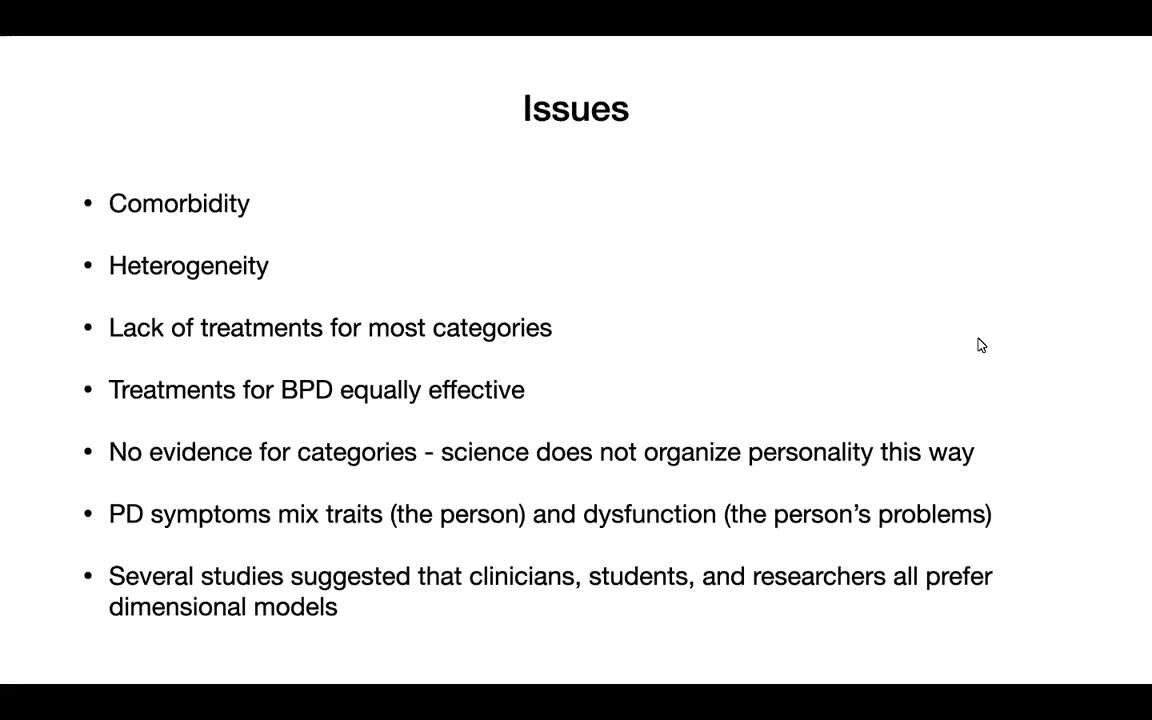 Issues
• Comorbidity
• Heterogeneity
• Lack of treatments for most categories
• Treatments for BPD equally effective
• No evidence for categories - science does not organize personality this way
• PD symptoms mix traits (the person) and dysfunction (the person’s problems)
• Several studies suggested that clinicians, students, and researchers all prefer
dimensional models